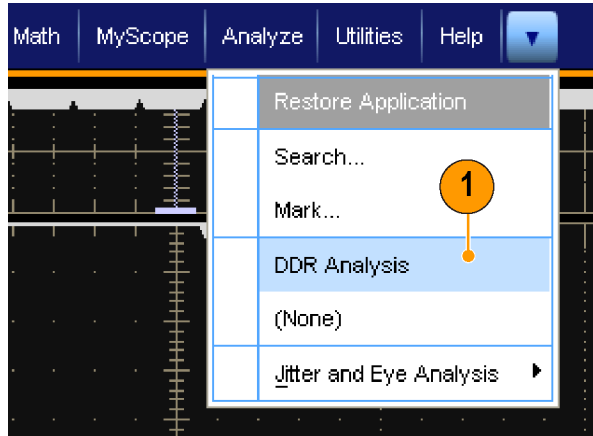 Math MyScope Analyze Utilities Help
Restore Application
Search...
1
Mark...
DDR Analysis
(None)
Jitter and Eye Analysis